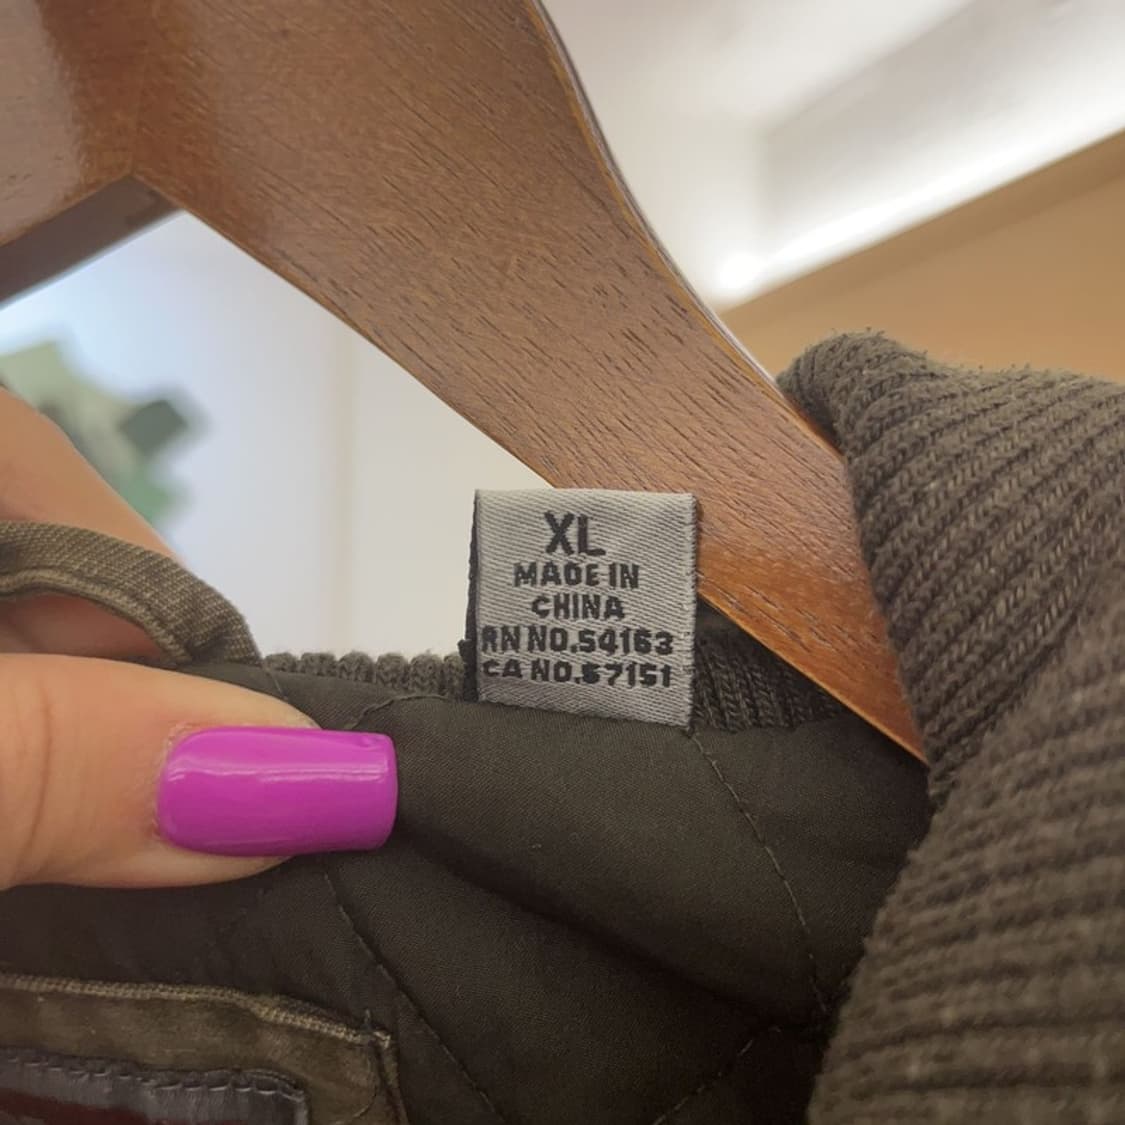 XL
MADE IN
CHINA
RN NO.54163
CA NO.57151